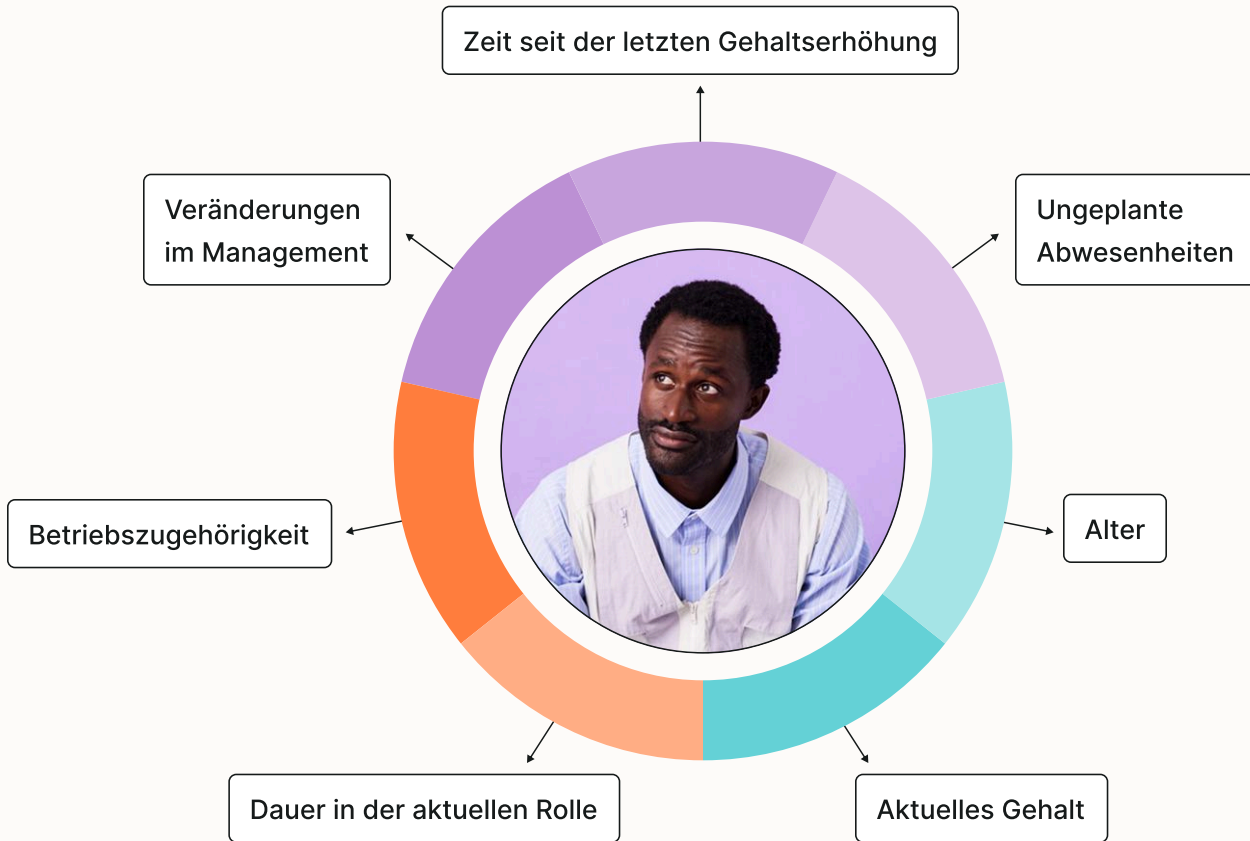 Zeit seit der letzten Gehaltserhöhung
Veränderungen
im Management
Ungeplante
Abwesenheiten
Betriebszugehörigkeit
Alter
Dauer in der aktuellen Rolle
Aktuelles Gehalt